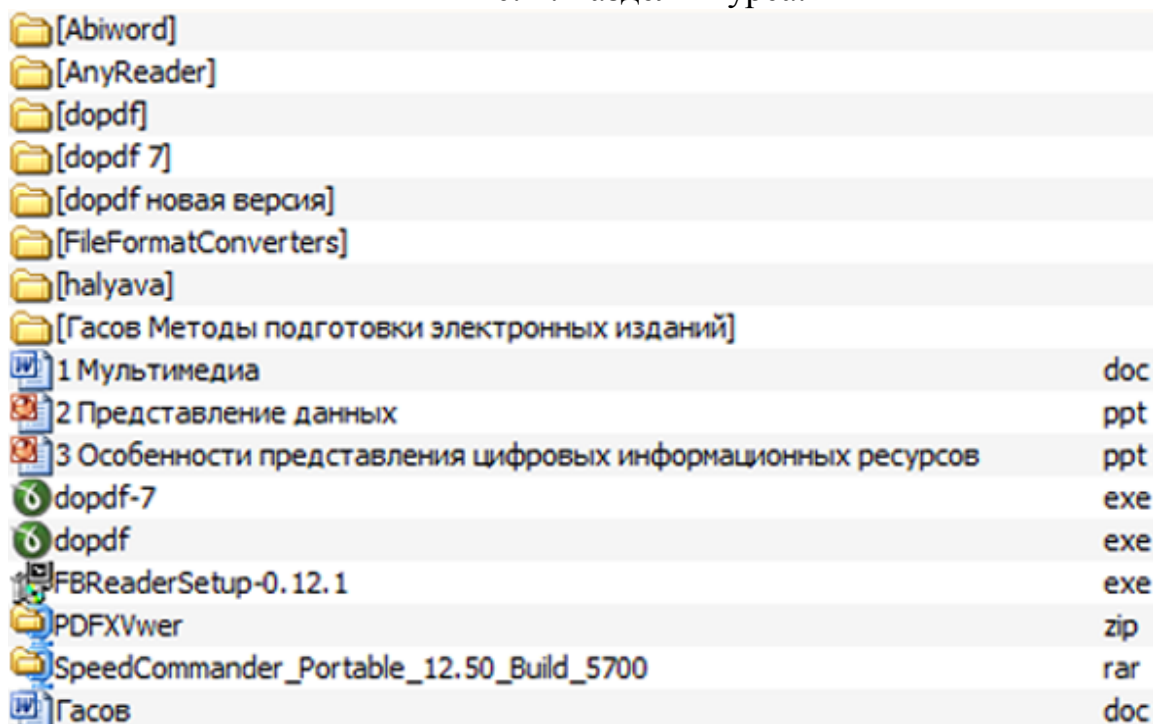 [Abiword]
[AnyReader]
[dopdf]
[dopdf 7]
[dopdf новая версия]
[FileFormatConverters]
[halyava]
[Гасов Методы подготовки электронных изданий]
1 Мультимедиа doc
2 Представление данных ppt
3 Особенности представления цифровых информационных ресурсов ppt
dopdf-7 exe
dopdf exe
FBReaderSetup-0.12.1 exe
PDFXVwer zip
SpeedCommander_Portable_12.50_Build_5700 rar
Гасов doc